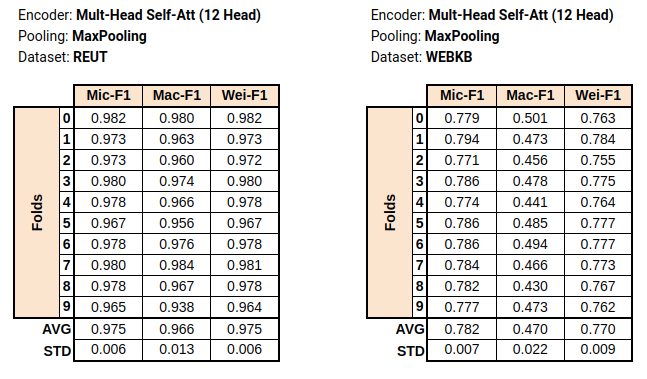 Encoder: Mult-Head Self-Att (12 Head)
Pooling: MaxPooling
Dataset: REUT
Mic-F1 Mac-F1 Wei-F1
Folds
0 0.982 0.980 0.982
1 0.973 0.963 0.973
2 0.973 0.960 0.972
3 0.980 0.974 0.980
4 0.978 0.966 0.978
5 0.967 0.956 0.967
6 0.978 0.976 0.978
7 0.980 0.984 0.981
8 0.978 0.967 0.978
9 0.965 0.938 0.964
AVG 0.975 0.966 0.975
STD 0.006 0.013 0.006
Encoder: Mult-Head Self-Att (12 Head)
Pooling: MaxPooling
Dataset: WEBKB
Mic-F1 Mac-F1 Wei-F1
Folds
0 0.779 0.501 0.763
1 0.794 0.473 0.784
2 0.771 0.456 0.755
3 0.786 0.478 0.775
4 0.774 0.441 0.764
5 0.786 0.485 0.777
6 0.786 0.494 0.777
7 0.784 0.466 0.773
8 0.782 0.430 0.767
9 0.777 0.473 0.762
AVG 0.782 0.470 0.770
STD 0.007 0.022 0.009